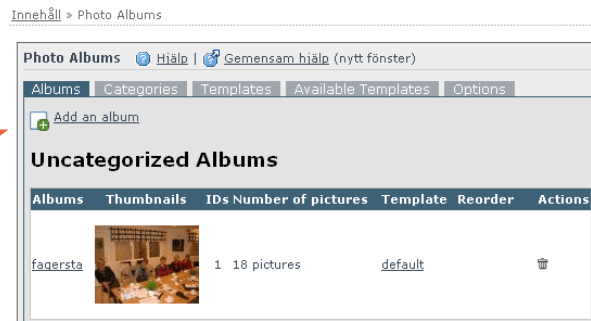 Innehåll » Photo Albums
Photo Albums Hjälp | Gemensam hjälp (nytt fönster)
Albums Categories Templates Available Templates Options
Add an album
Uncategorized Albums
Albums Thumbnails IDs Number of pictures Template Reorder Actions
fagersta 1 18 pictures default